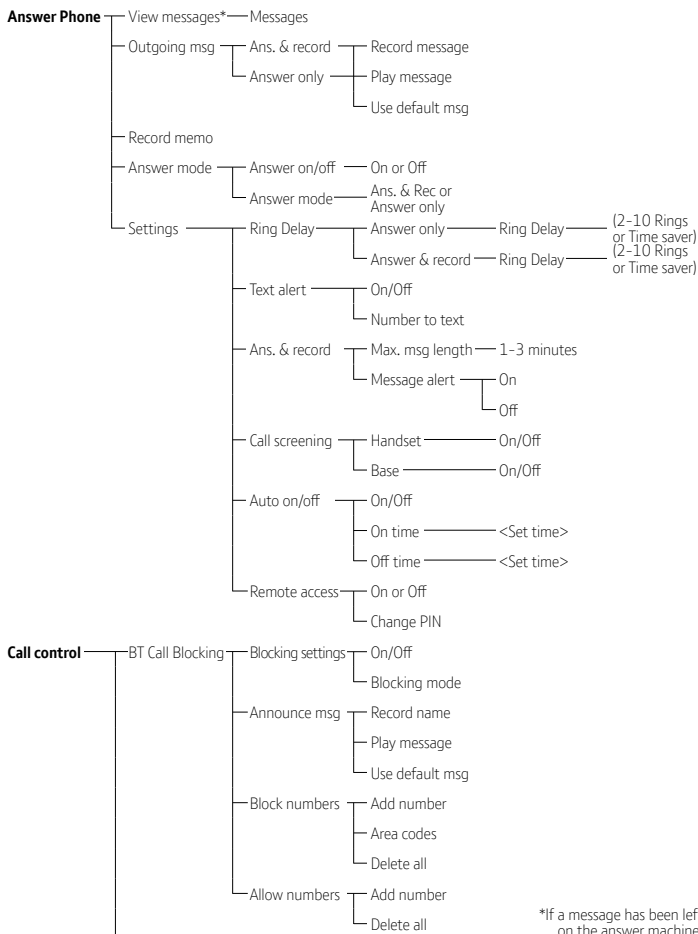 Answer Phone View messages* Messages
Outgoing msg Ans. & record Record message
Answer only Play message
Use default msg
Record memo
Answer mode Answer on/off On or Off
Answer mode Ans. & Rec or
Answer only
Settings Ring Delay Answer only Ring Delay (2-10 Rings
or Time saver)
Answer & record Ring Delay (2-10 Rings
or Time saver)
Text alert On/Off
Number to text
Ans. & record Max. msg length 1-3 minutes
Message alert On
Off
Call screening Handset On/Off
Base On/Off
Auto on/off On/Off
On time <Set time>
Off time <Set time>
Remote access On or Off
Change PIN
Call control BT Call Blocking Blocking settings On/Off
Blocking mode
Announce msg Record name
Play message
Use default msg
Block numbers Add number
Area codes
Delete all
Allow numbers Add number
Delete all
*If a message has been lef
on the answer machine